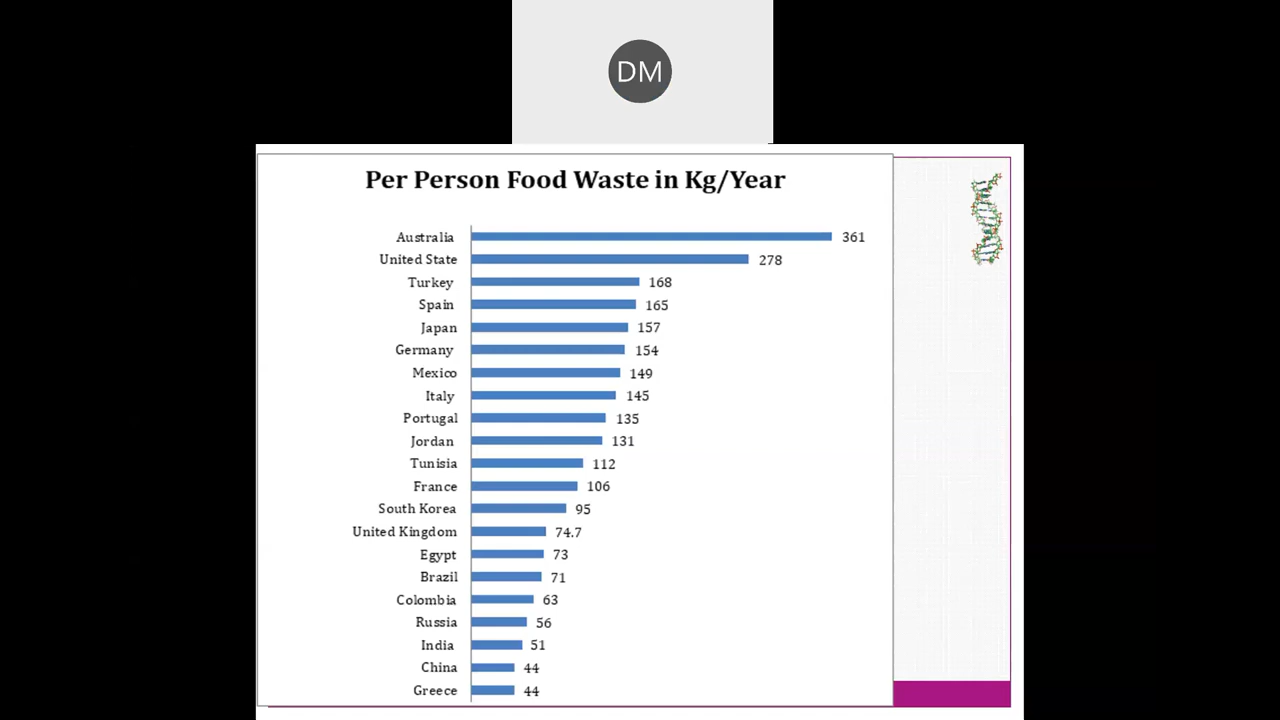 DM
Per Person Food Waste in Kg/Year
Australia 361
United State 278
Turkey 168
Spain 165
Japan 157
Germany 154
Mexico 149
Italy 145
Portugal 135
Jordan 131
Tunisia 112
France 106
South Korea 95
United Kingdom 74.7
Egypt 73
Brazil 71
Colombia 63
Russia 56
India 51
China 44
Greece 44